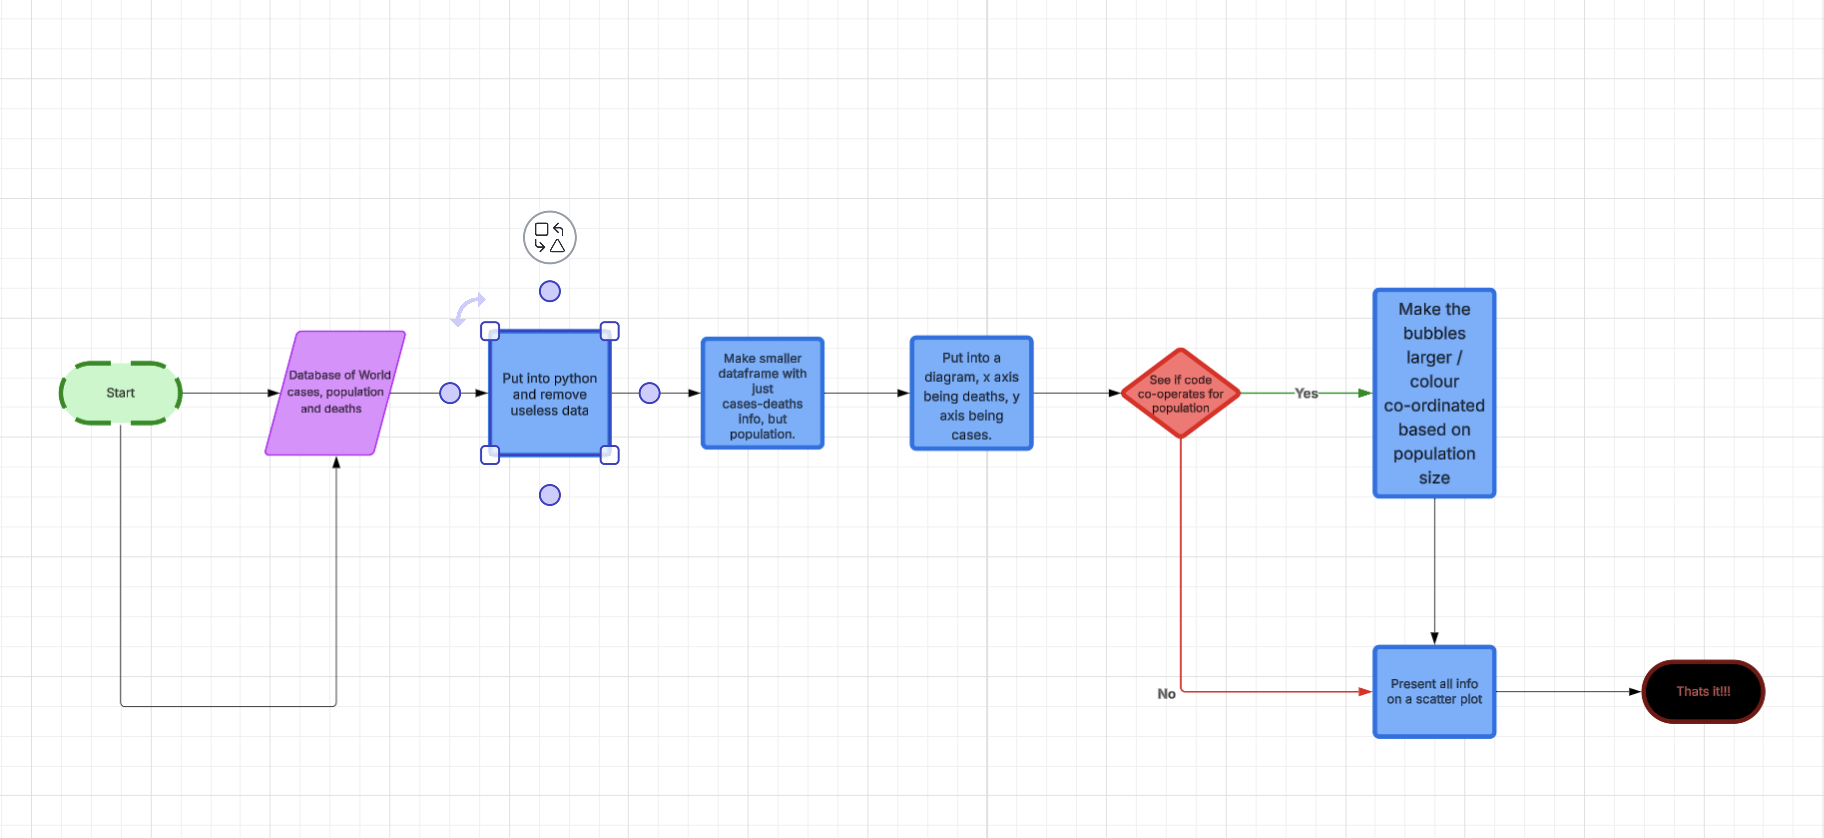 Start
Database of World
cases, population
and deaths
Put into python
and remove
useless data
Make smaller
dataframe with
just
cases-deaths
info, but
population.
Put into a
diagram, x axis
being deaths, y
axis being
cases.
See if code
co-operates for
population
Yes
Make the
bubbles
larger /
colour
co-ordinated
based on
population
size
No
Present all info
on a scatter plot
Thats it!!!